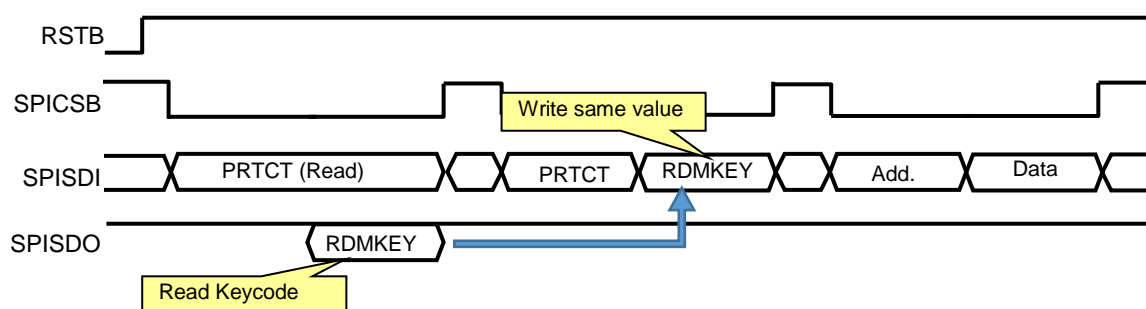 RSTB
SPICSB
Write same value
SPISDI
PRTCT (Read)
PRTCT
RDMKEY
Add.
Data
SPISDO
RDMKEY
Read Keycode